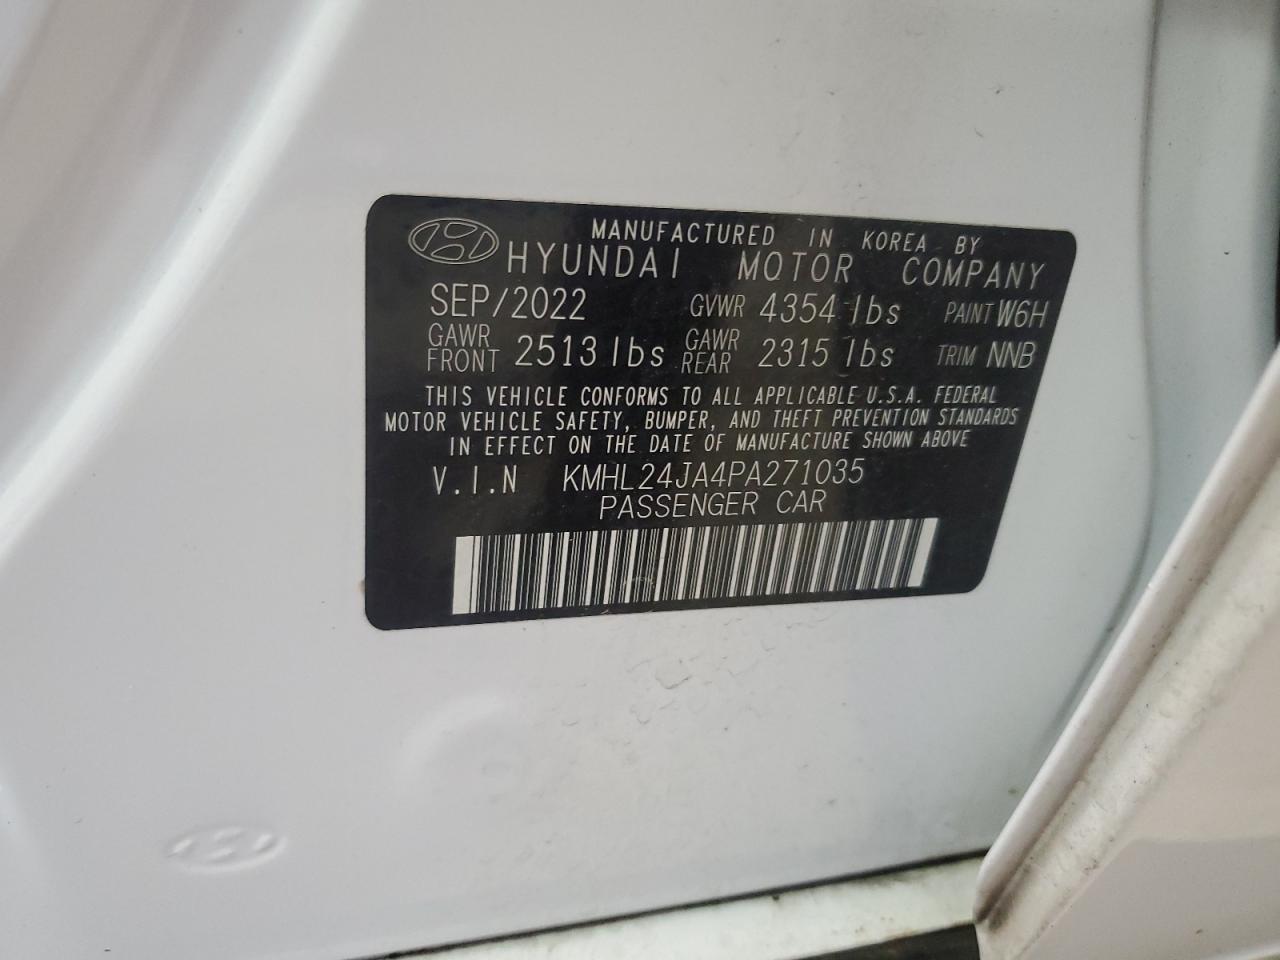 MANUFACTURED IN KOREA BY
HYUNDAI MOTOR COMPANY
SEP/2022 GVWR 4354 lbs PAINT W6H
GAWR FRONT 2513 lbs GAWR REAR 2315 lbs TRIM NNB
THIS VEHICLE CONFORMS TO ALL APPLICABLE U.S.A. FEDERAL
MOTOR VEHICLE SAFETY, BUMPER, AND THEFT PREVENTION STANDARDS
IN EFFECT ON THE DATE OF MANUFACTURE SHOWN ABOVE
V.I.N KMHL24JA4PA271035
PASSENGER CAR